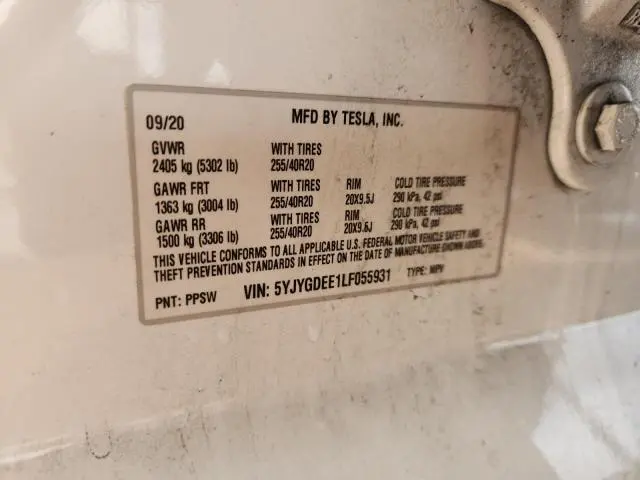 09/20 MFD BY TESLA, INC.
GVWR WITH TIRES
2405 kg (5302 lb) 255/40R20
GAWR FRT WITH TIRES RIM COLD TIRE PRESSURE
1363 kg (3004 lb) 255/40R20 20X9.5J 290 kPa, 42 psi
GAWR RR WITH TIRES RIM COLD TIRE PRESSURE
1500 kg (3306 lb) 255/40R20 20X9.5J 290 kPa, 42 psi
THIS VEHICLE CONFORMS TO ALL APPLICABLE U.S. FEDERAL MOTOR VEHICLE SAFETY AND
THEFT PREVENTION STANDARDS IN EFFECT ON THE DATE OF MANUFACTURE SHOWN ABOVE.
PNT: PPSW VIN: 5YJYGDEE1LF055931 TYPE: MPV